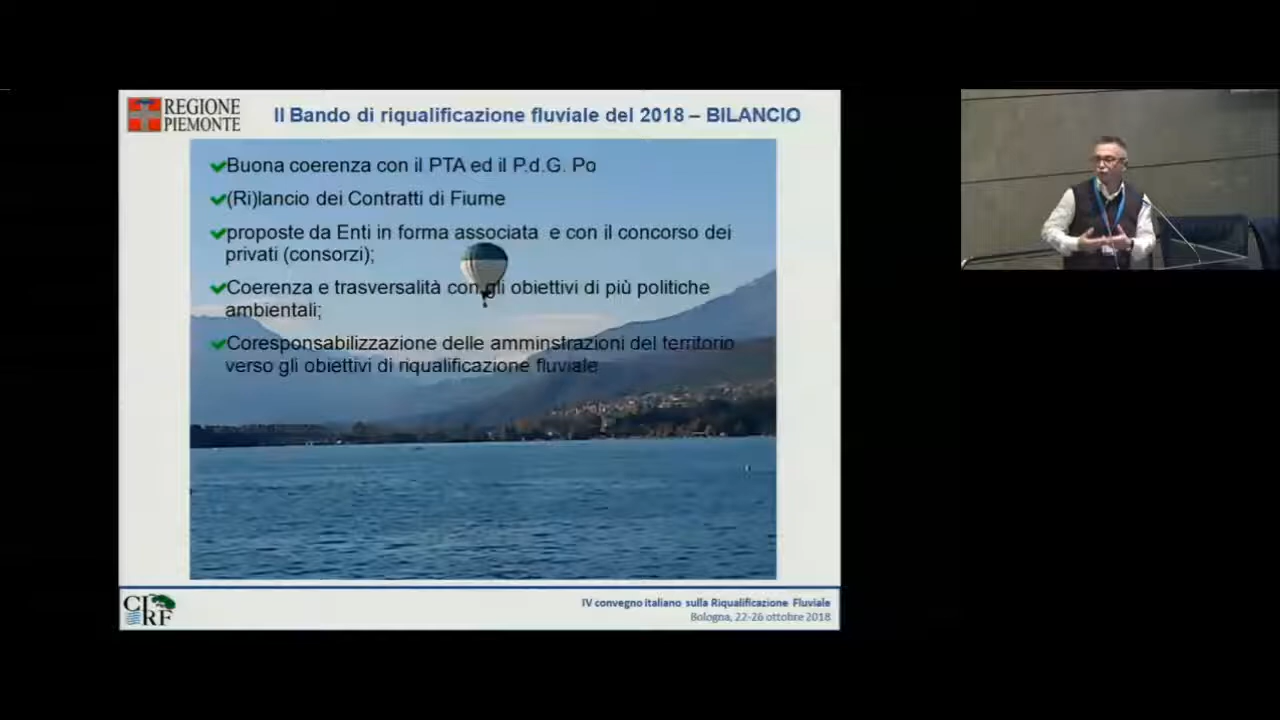 REGIONE
PIEMONTE
Il Bando di riqualificazione fluviale del 2018 – BILANCIO
Buona coerenza con il PTA ed il P.d.G. Po
(Ri)lancio dei Contratti di Fiume
proposte da Enti in forma associata e con il concorso dei
privati (consorzi);
Coerenza e trasversalità con gli obiettivi di più politiche
ambientali;
Coresponsabilizzazione delle amminstrazioni del territorio
verso gli obiettivi di riqualificazione fluviale
CIRF
IV convegno italiano sulla Riqualificazione Fluviale
Bologna, 22-26 ottobre 2018